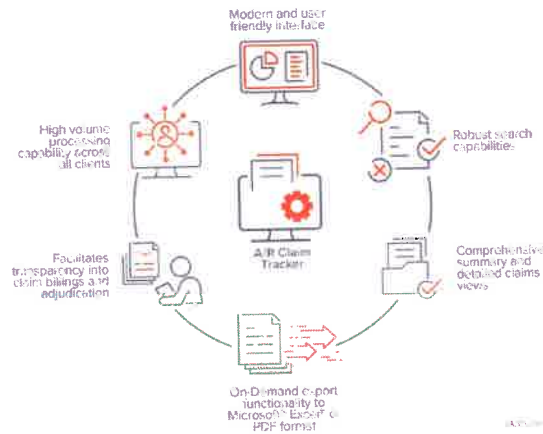 Modern and user
friendly interface
High volume
processing
capability across
all clients
Robust search
capabilities
A/R Claim
Tracker
Facilitates
transparency into
claim billings and
adjudication
Comprehensive
summary and
detailed claims
views
On-Demand export
functionality to
Microsoft® Excel® or
PDF format